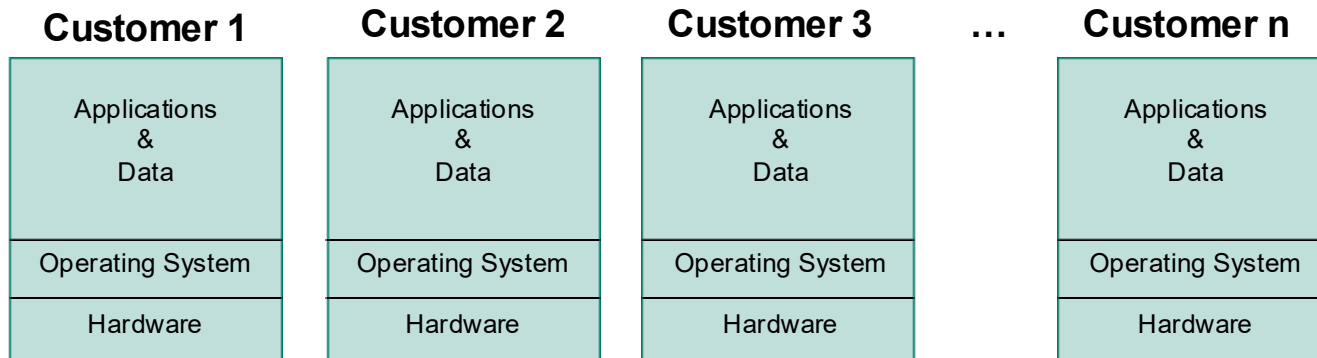 Customer 1 Customer 2 Customer 3 … Customer n
Applications
&
Data
Operating System
Hardware
Applications
&
Data
Operating System
Hardware
Applications
&
Data
Operating System
Hardware
Applications
&
Data
Operating System
Hardware